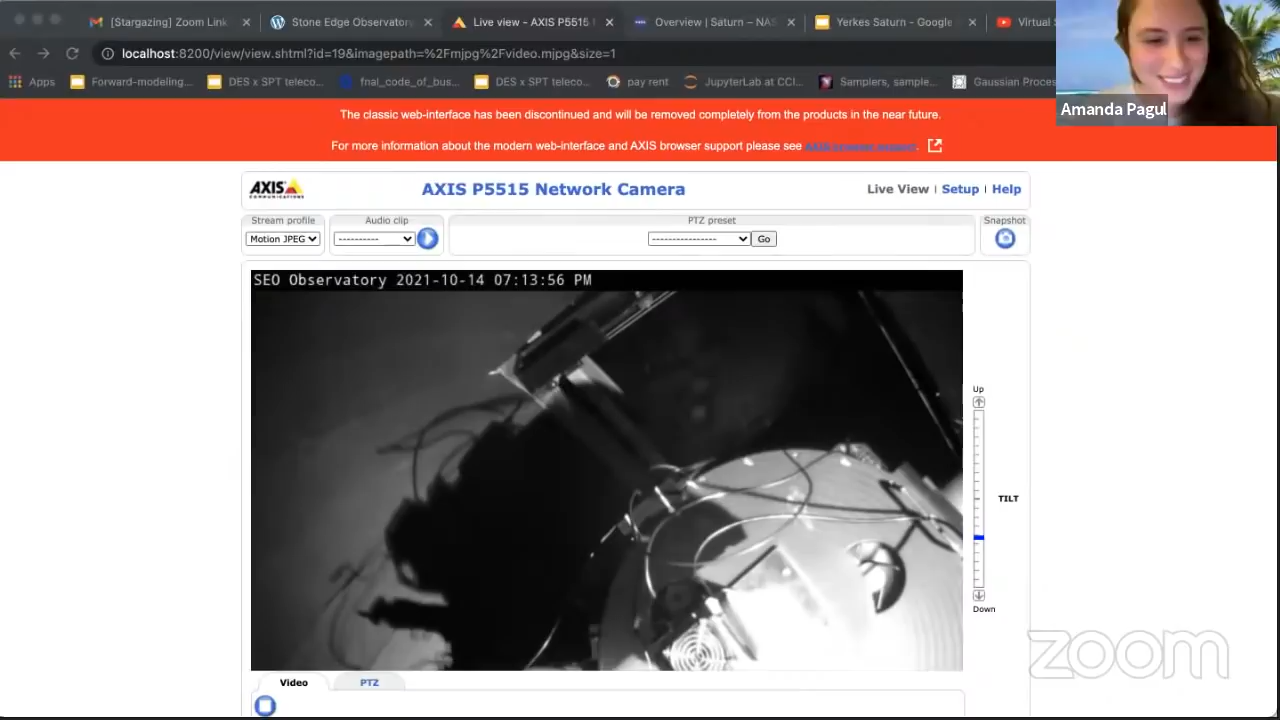 [Stargazing] Zoom Link
Stone Edge Observator
Live view - AXIS P5515
Overview | Saturn – NAS
Yerkes Saturn - Google
Virtual S
localhost:8200/view/view.shtml?id=19&imagepath=%2Fmjpg%2Fvideo.mjpg&size=1
Apps
Forward-modeling...
DES x SPT teleco...
fnal_code_of_bus...
DES x SPT teleco...
pay rent
JupyterLab at CCI...
Samplers, sample...
Gaussian Proce
Amanda Pagul
The classic web-interface has been discontinued and will be removed completely from the products in the near future.
For more information about the modern web-interface and AXIS browser support please see AXIS browser support.
AXIS
COMMUNICATIONS
AXIS P5515 Network Camera
Live View | Setup | Help
Stream profile
Audio clip
PTZ preset
Snapshot
Motion JPEG
----------
----------------
Go
SEO Observatory 2021-10-14 07:13:56 PM
Up
TILT
Down
zoom
Video
PTZ